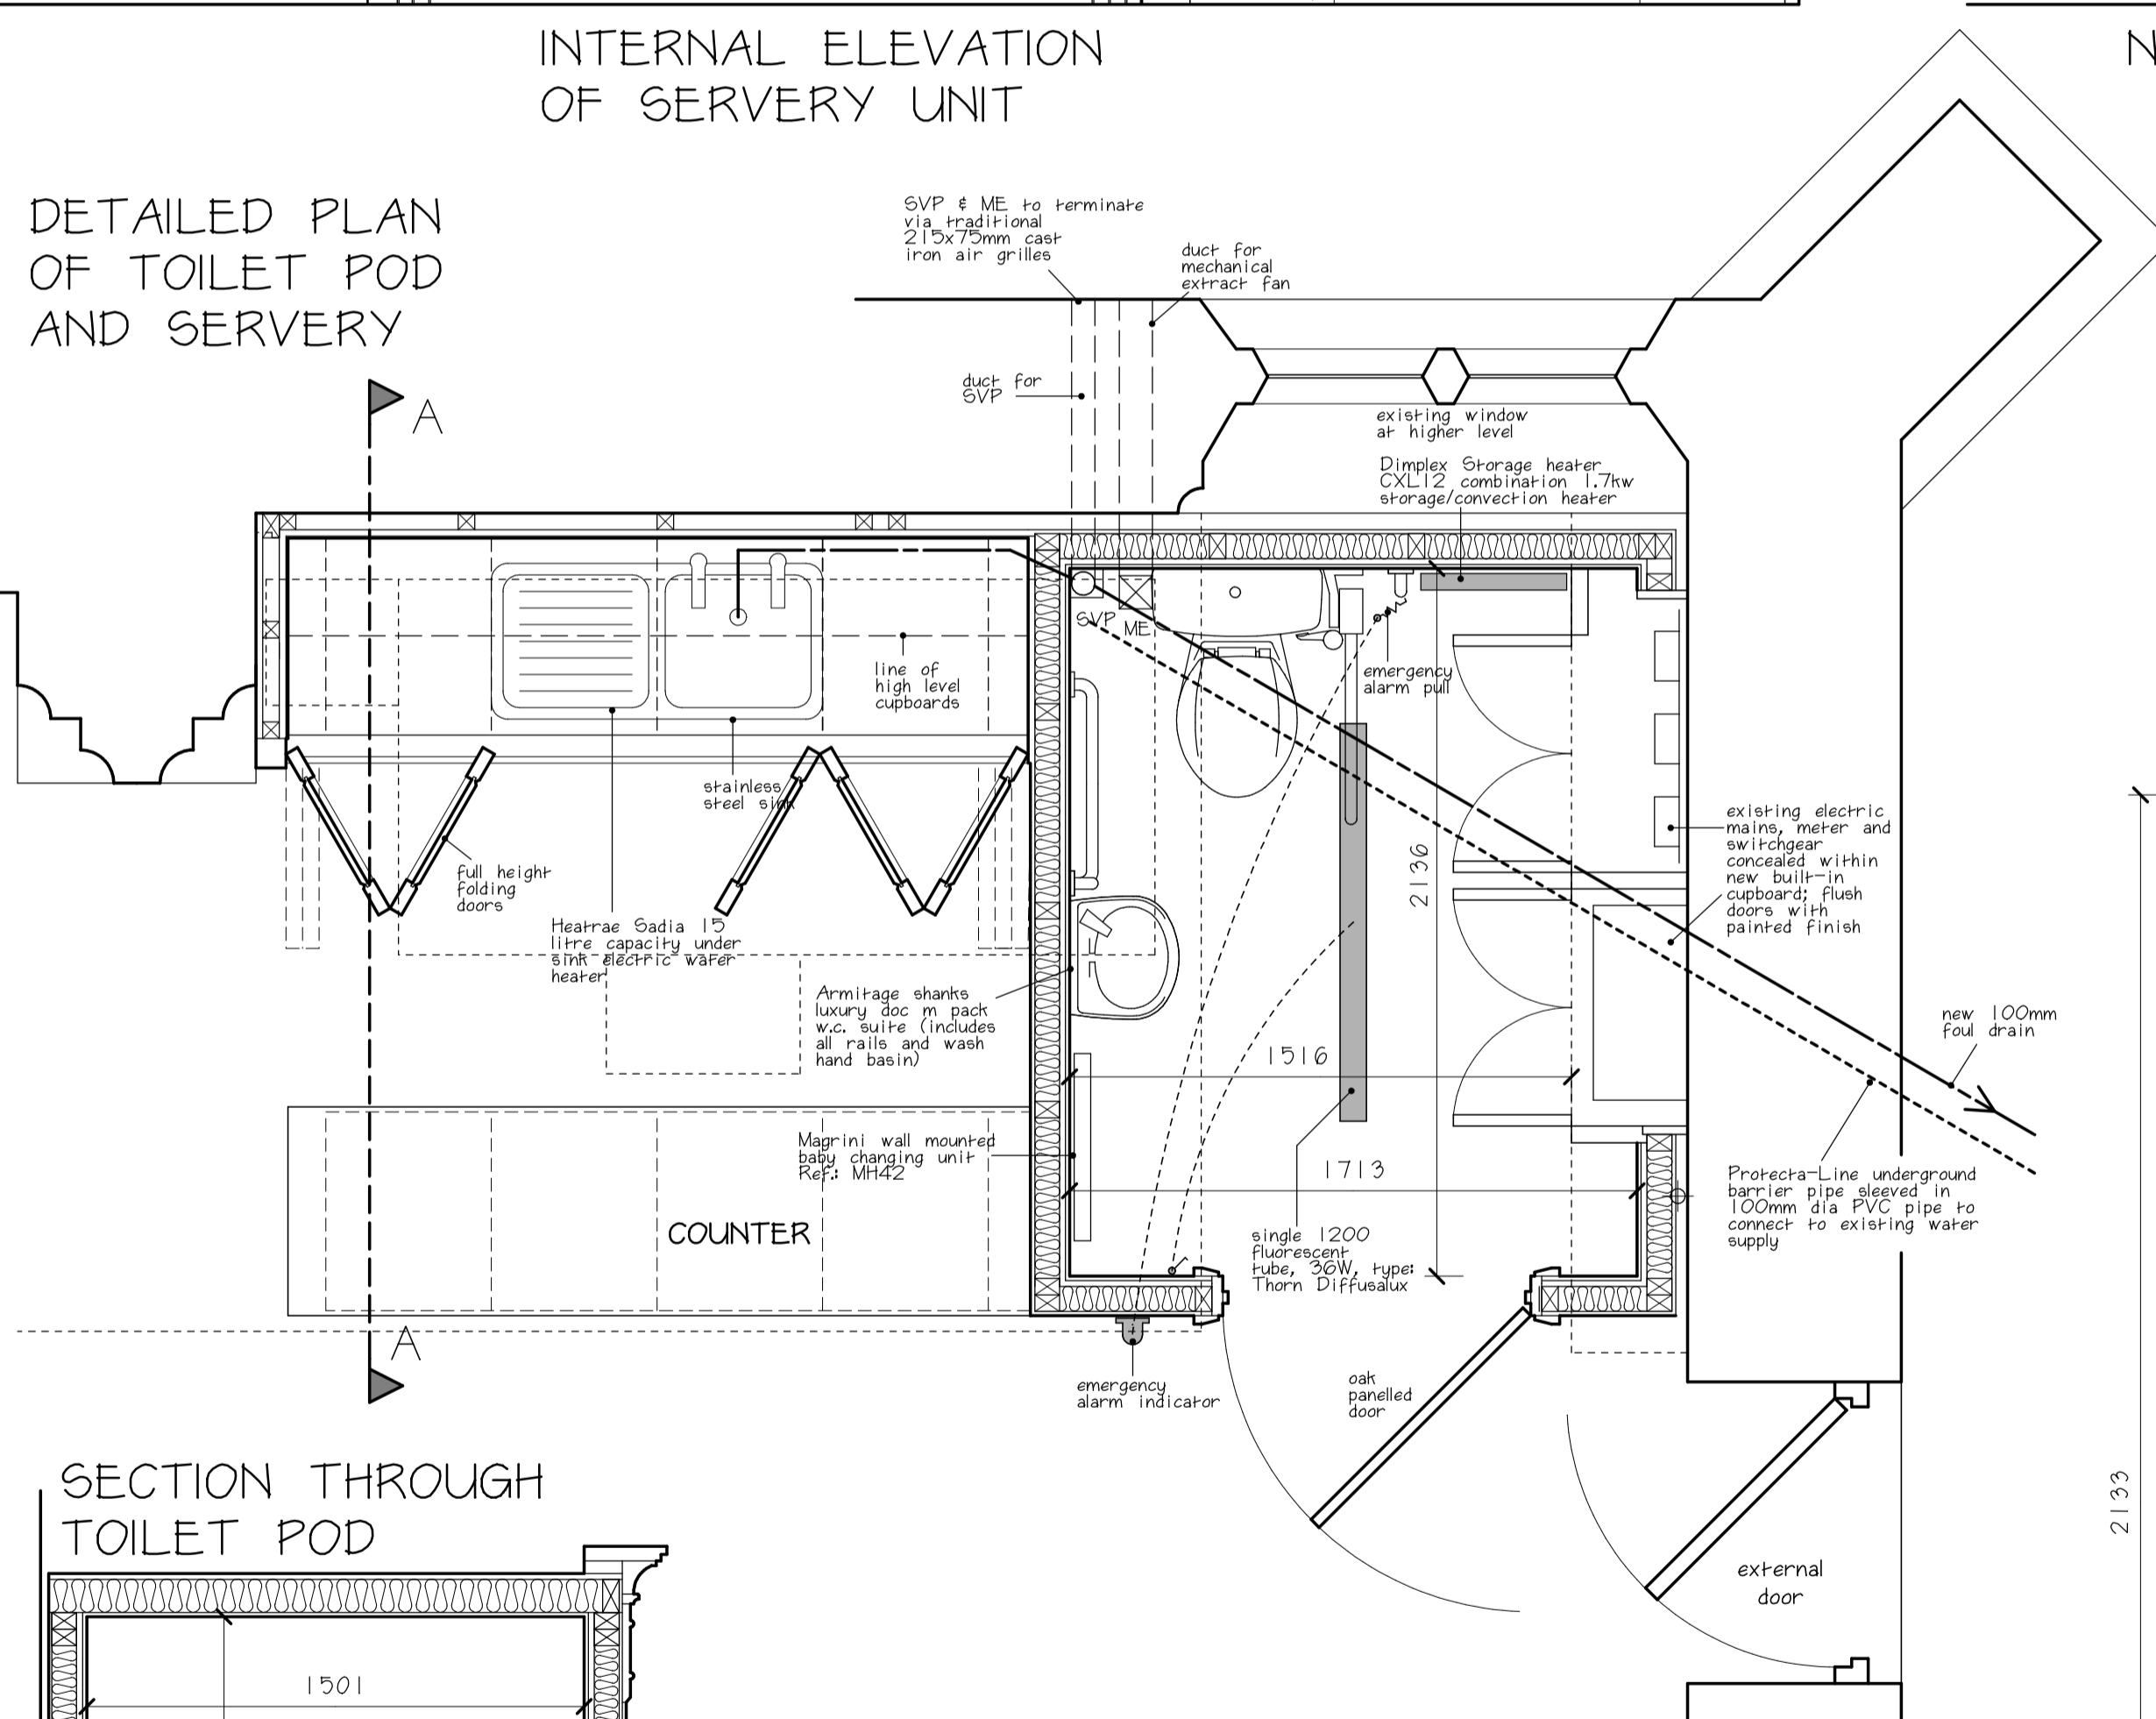 INTERNAL ELEVATION
OF SERVERY UNIT
DETAILED PLAN
OF TOILET POD
AND SERVERY
SVP & ME to terminate
via traditional
215x75mm cast
iron air grilles
duct for
mechanical
extract fan
duct for
SVP
A
existing window
at higher level
Dimplex Storage heater
CXL12 combination 1.7kw
storage/convection heater
SVP
ME
emergency
alarm pull
line of
high level
cupboards
stainless
steel sink
full height
folding
doors
Heatrae Sadia 15
litre capacity under
sink electric water
heater
2136
existing electric
mains, meter and
switchgear
concealed within
new built-in
cupboard; flush
doors with
painted finish
Armitage shanks
luxury doc m pack
w.c. suite (includes
all rails and wash
hand basin)
new 100mm
foul drain
1516
Magrini wall mounted
baby changing unit
Ref.: MH42
1713
Protecta-Line underground
barrier pipe sleeved in
100mm dia PVC pipe to
connect to existing water
supply
COUNTER
single 1200
fluorescent
tube, 36W, type:
Thorn Diffusalux
A
emergency
alarm indicator
oak
panelled
door
2133
external
door
SECTION THROUGH
TOILET POD
1501